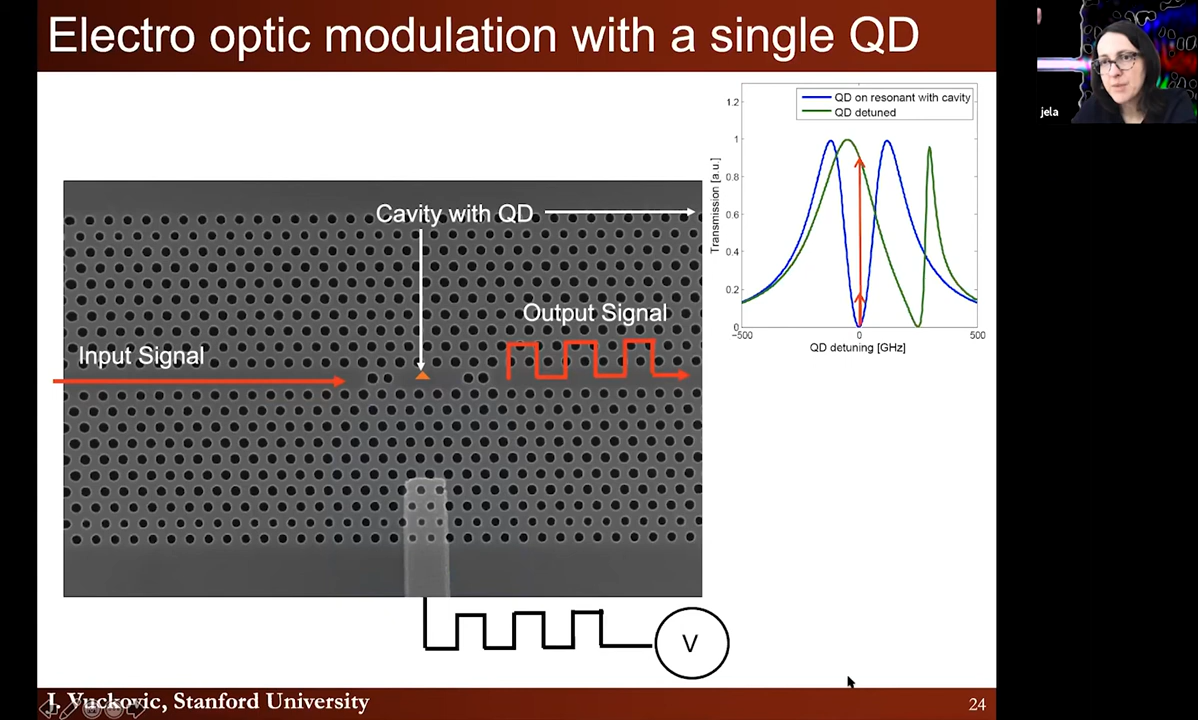 Electro optic modulation with a single QD
jela
QD on resonant with cavity
QD detuned
1.2
1
0.8
0.6
0.4
0.2
0
Transmission [a.u.]
−500
0
500
QD detuning [GHz]
Cavity with QD
Output Signal
Input Signal
V
J. Vuckovic, Stanford University
24